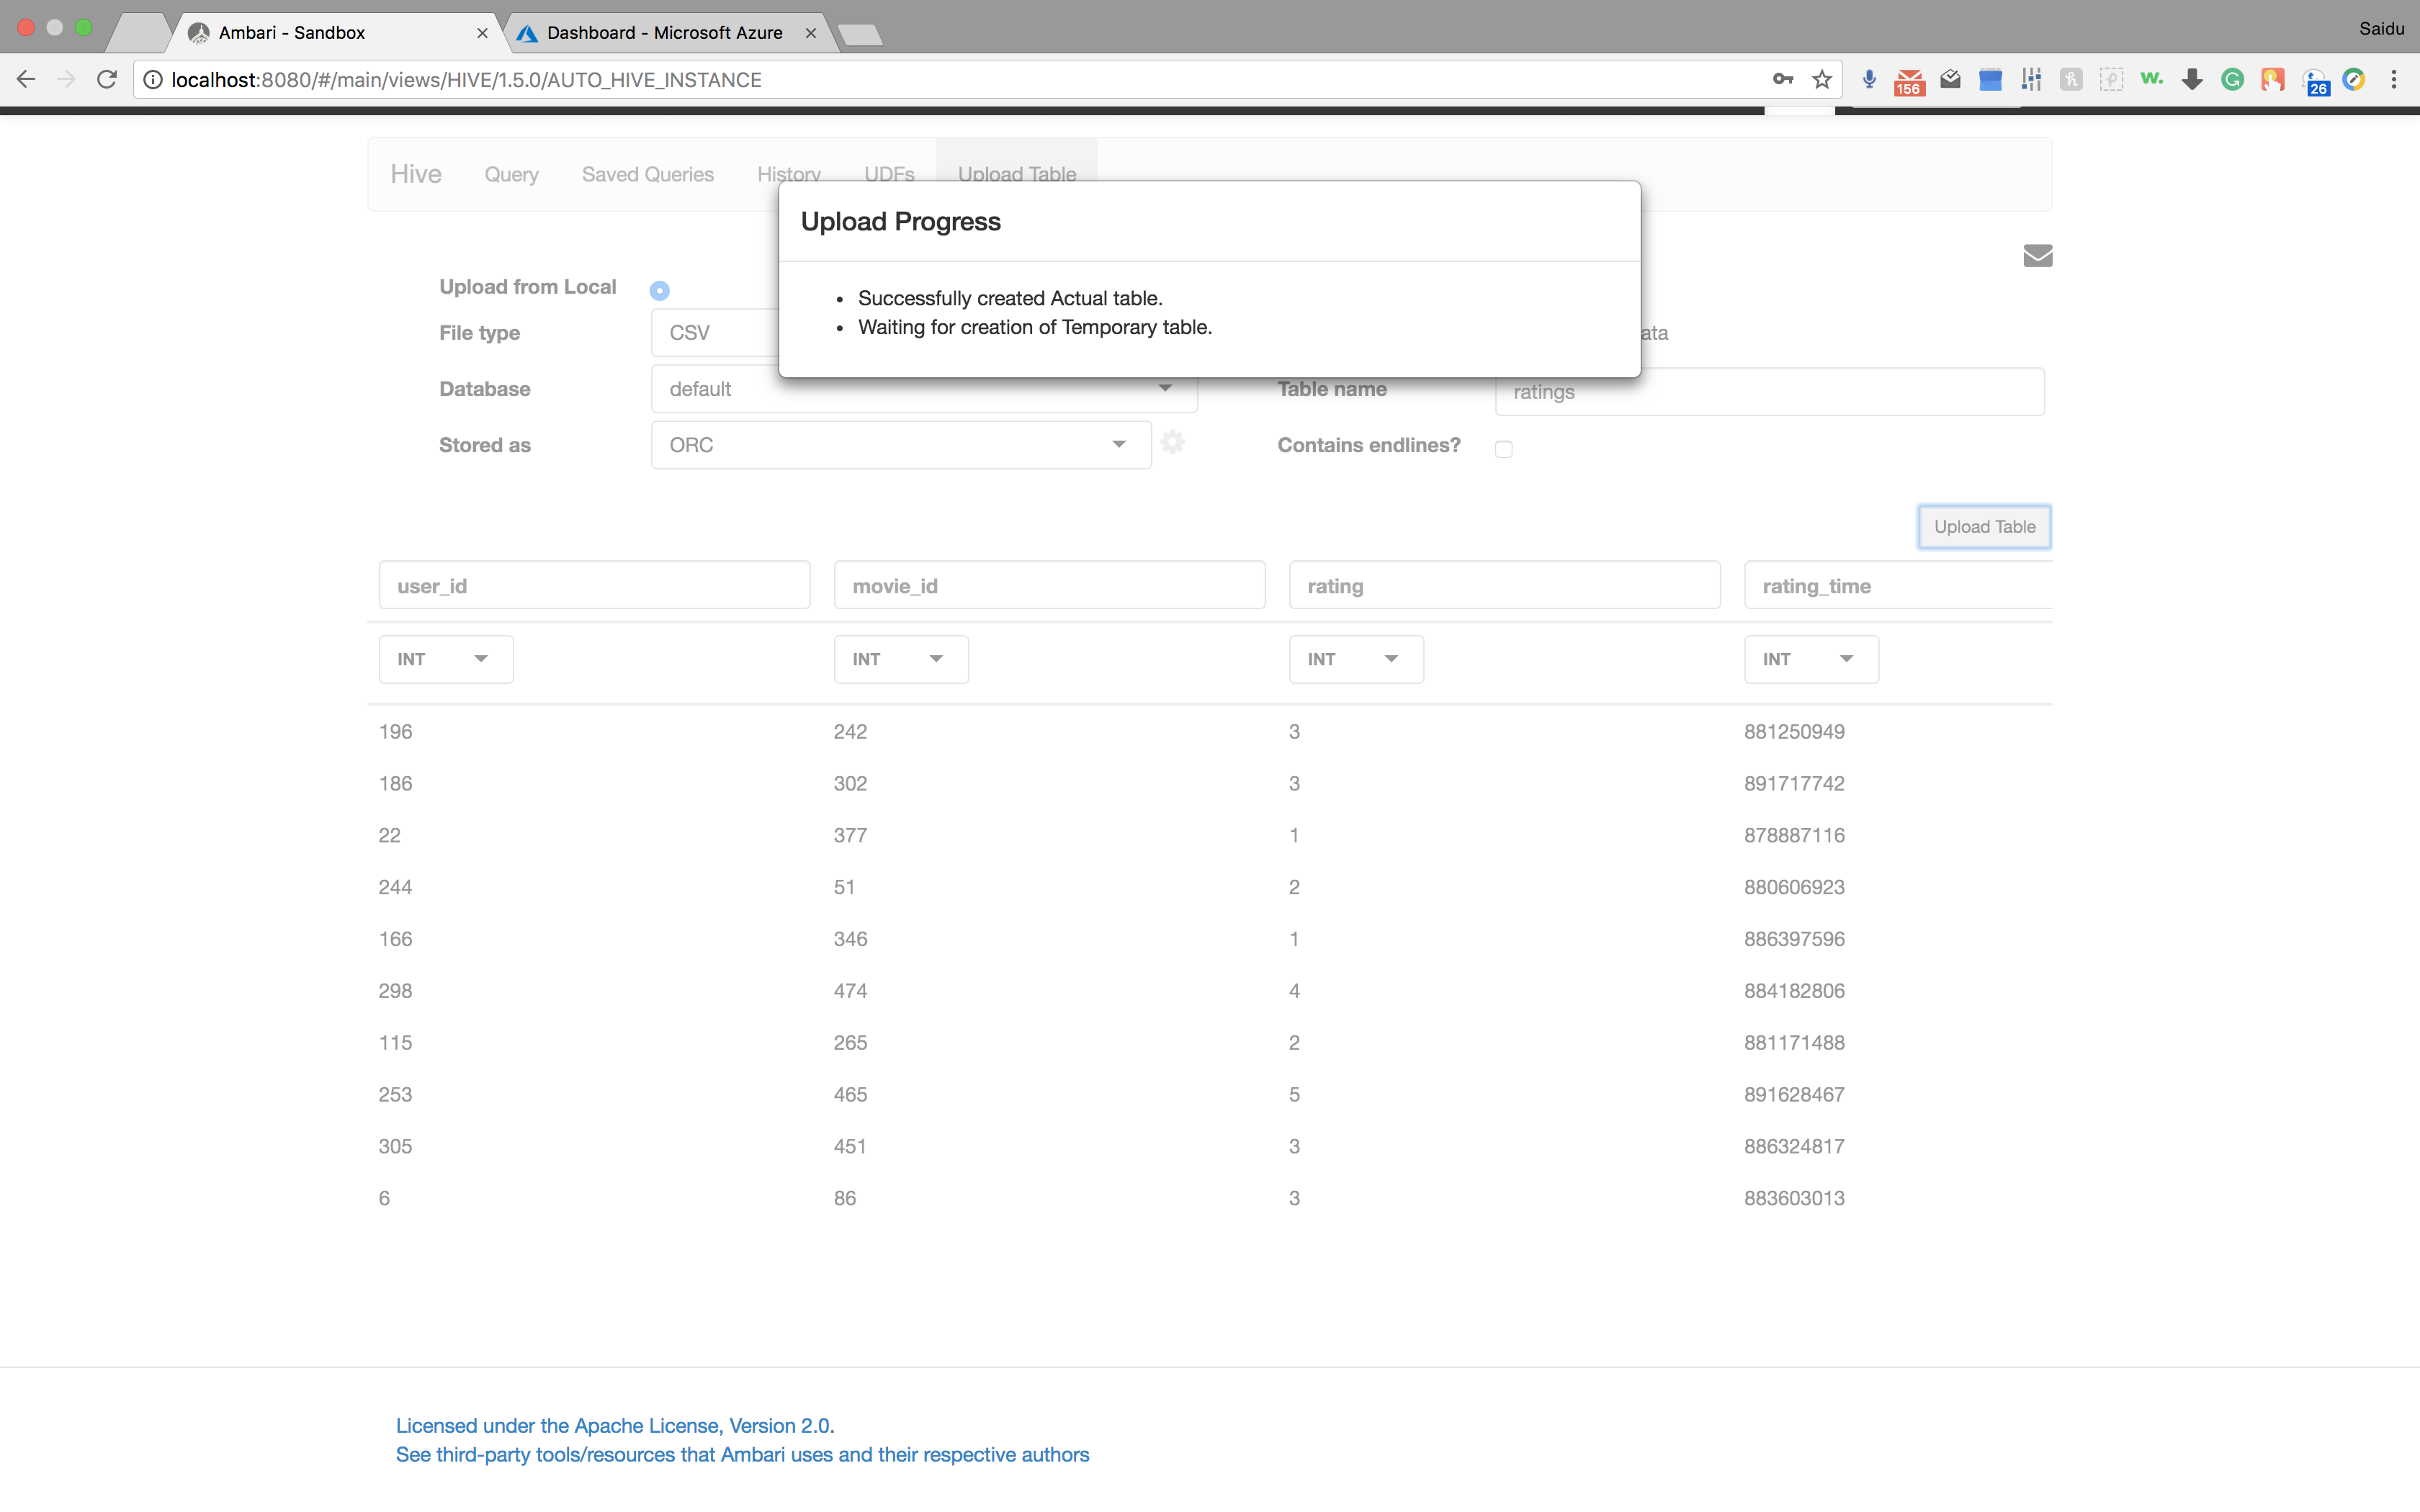 Saidu
Ambari - Sandbox
Dashboard - Microsoft Azure
localhost:8080/#/main/views/HIVE/1.5.0/AUTO_HIVE_INSTANCE
156
26
Hive Query Saved Queries History UDFs Upload Table
Upload Progress
Successfully created Actual table.
Waiting for creation of Temporary table.
Upload from Local
File type CSV ata
Database default Table name ratings
Stored as ORC Contains endlines?
Upload Table
user_id movie_id rating rating_time
INT INT INT INT
196 242 3 881250949
186 302 3 891717742
22 377 1 878887116
244 51 2 880606923
166 346 1 886397596
298 474 4 884182806
115 265 2 881171488
253 465 5 891628467
305 451 3 886324817
6 86 3 883603013
Licensed under the Apache License, Version 2.0.
See third-party tools/resources that Ambari uses and their respective authors